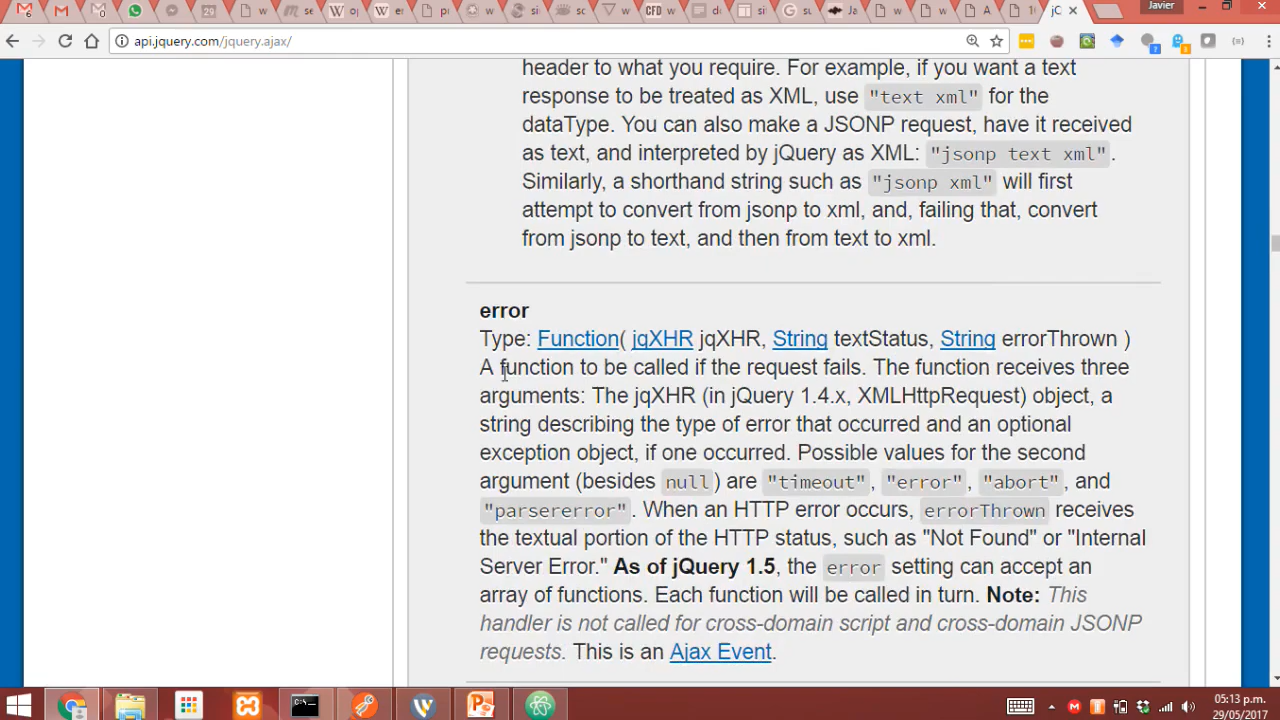 Javier
api.jquery.com/jquery.ajax/
header to what you require. For example, if you want a text
response to be treated as XML, use "text xml" for the
dataType. You can also make a JSONP request, have it received
as text, and interpreted by jQuery as XML: "jsonp text xml".
Similarly, a shorthand string such as "jsonp xml" will first
attempt to convert from jsonp to xml, and, failing that, convert
from jsonp to text, and then from text to xml.
error
Type: Function( jqXHR jqXHR, String textStatus, String errorThrown )
A function to be called if the request fails. The function receives three
arguments: The jqXHR (in jQuery 1.4.x, XMLHttpRequest) object, a
string describing the type of error that occurred and an optional
exception object, if one occurred. Possible values for the second
argument (besides null) are "timeout", "error", "abort", and
"parsererror". When an HTTP error occurs, errorThrown receives
the textual portion of the HTTP status, such as "Not Found" or "Internal
Server Error." As of jQuery 1.5, the error setting can accept an
array of functions. Each function will be called in turn. Note: This
handler is not called for cross-domain script and cross-domain JSONP
requests. This is an Ajax Event.
05:13 p.m.
29/05/2017